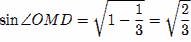 sin∠OMD = √(1 − 1/3) = √(2/3)